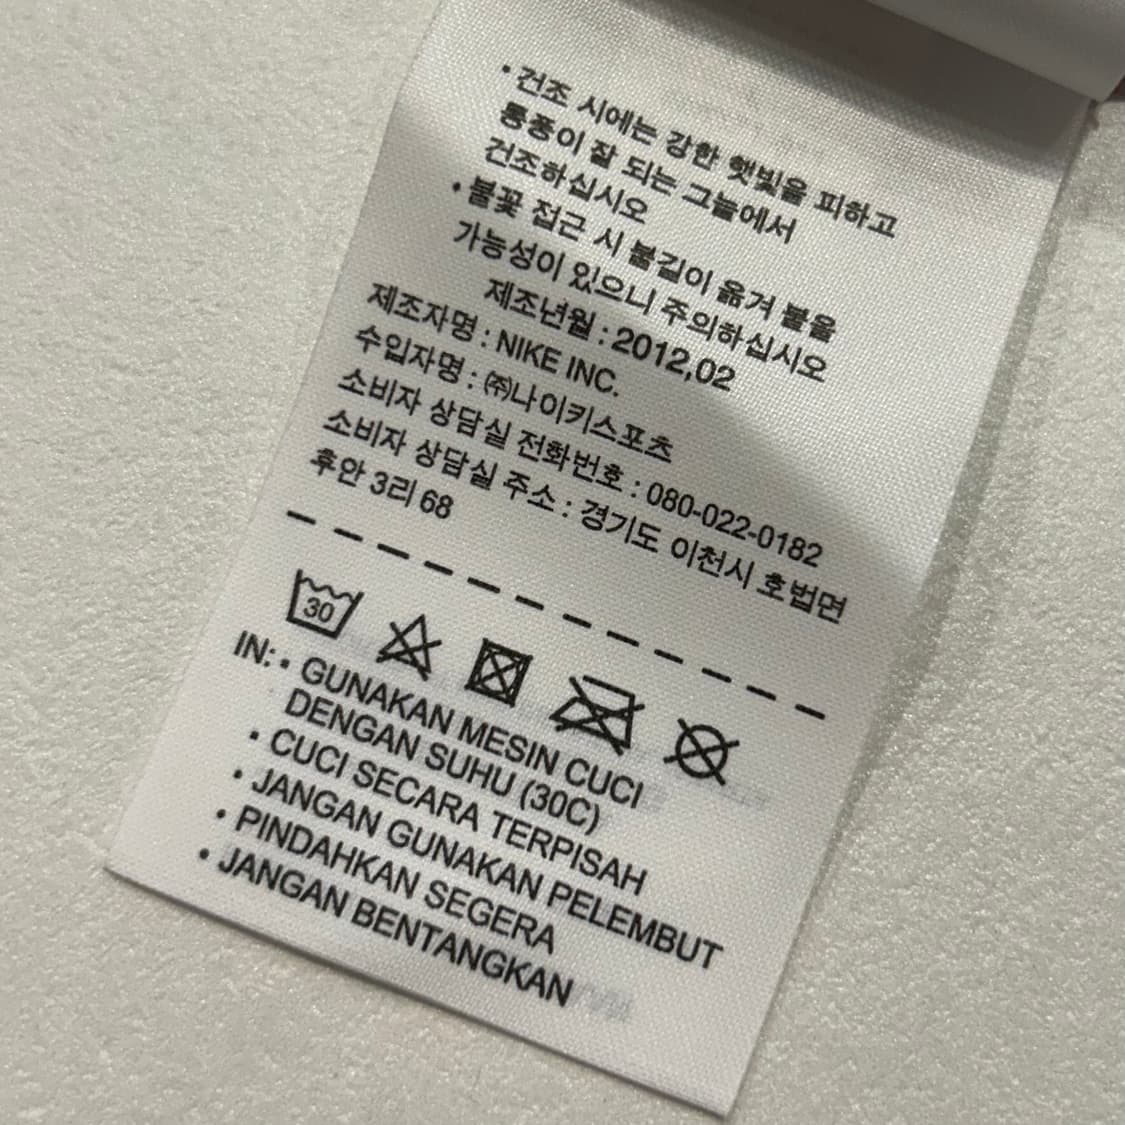 • 건조 시에는 강한 햇빛을 피하고
통풍이 잘 되는 그늘에서
건조하십시오
• 불꽃 접근 시 불길이 옮겨 붙을
가능성이 있으니 주의하십시오
제조년월 : 2012,02
제조자명 : NIKE INC.
수입자명 : ㈜나이키스포츠
소비자 상담실 전화번호 : 080-022-0182
소비자 상담실 주소 : 경기도 이천시 호법면
후안 3리 68
30
IN: • GUNAKAN MESIN CUCI
DENGAN SUHU (30C)
• CUCI SECARA TERPISAH
• JANGAN GUNAKAN PELEMBUT
• PINDAHKAN SEGERA
• JANGAN BENTANGKAN